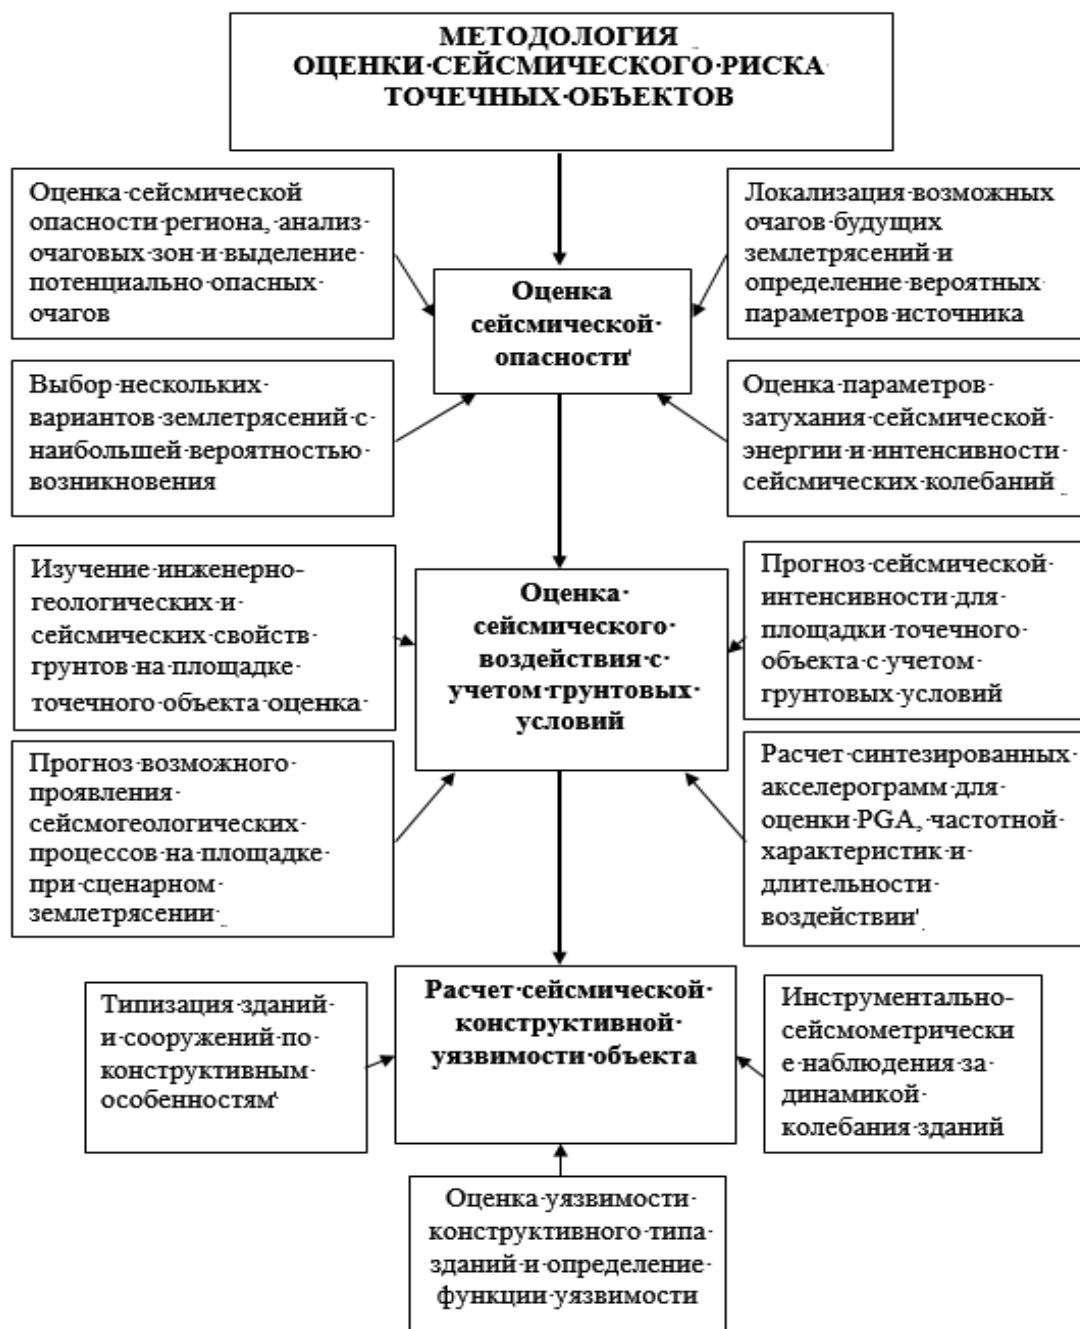 МЕТОДОЛОГИЯ
ОЦЕНКИ·СЕЙСМИЧЕСКОГО·РИСКА·
ТОЧЕЧНЫХ·ОБЪЕКТОВ
Оценка·сейсмической
опасности·региона,·анализ·
очаговых·зон·и·выделение·
потенциально·опасных·
очагов
Локализация·возможных
очагов·будущих
землетрясений·и
определение·вероятных
параметров·источника
Оценка
сейсмической·
опасности
Выбор·нескольких·
вариантов·землетрясений·с·
наибольшей·вероятностью·
возникновения
Оценка·параметров·
затухания·сейсмической·
энергии·и·интенсивности·
сейсмических·колебаний
Изучение·инженерно-
геологических·и·
сейсмических·свойств·
грунтов·на·площадке·
точечного·объекта·оценка·
Оценка·
сейсмического·
воздействия·с·
учетом·грунтовых·
условий
Прогноз·сейсмической·
интенсивности·для·
площадки·точечного·
объекта·с·учетом·
грунтовых·условий
Прогноз·возможного·
проявления·
сейсмогеологических·
процессов·на·площадке·
при·сценарном·
землетрясении·
Расчет·синтезированных·
акселерограмм·для·
оценки·PGA,·частотной·
характеристик·и·
длительности·
воздействии
Типизация·зданий·
и·сооружений·по·
конструктивным·
особенностям
Расчет·сейсмической·
конструктивной·
уязвимости·объекта
Инструментально-
сейсмометрически
е·наблюдения·за·
динамикой·
колебания·зданий
Оценка·уязвимости·
конструктивного·типа·
зданий·и·определение·
функции·уязвимости